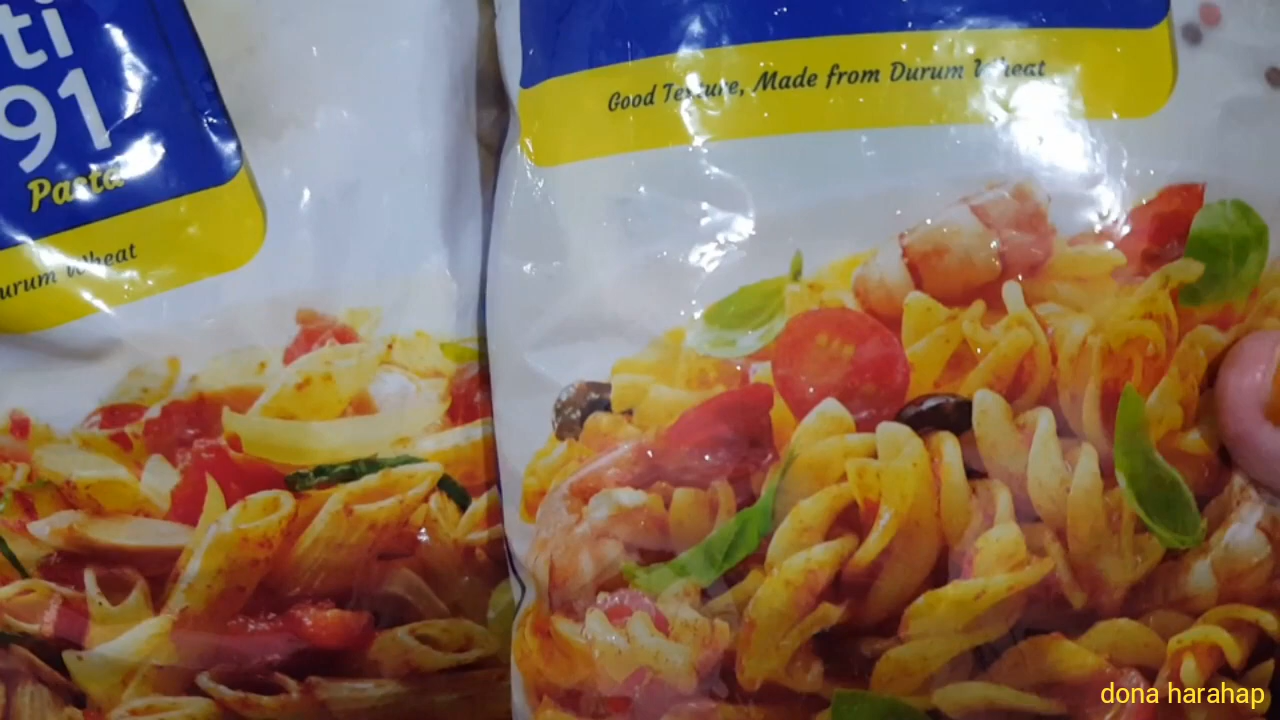 ti
91
Pasta
urum Wheat
Good Texture, Made from Durum Wheat
dona harahap